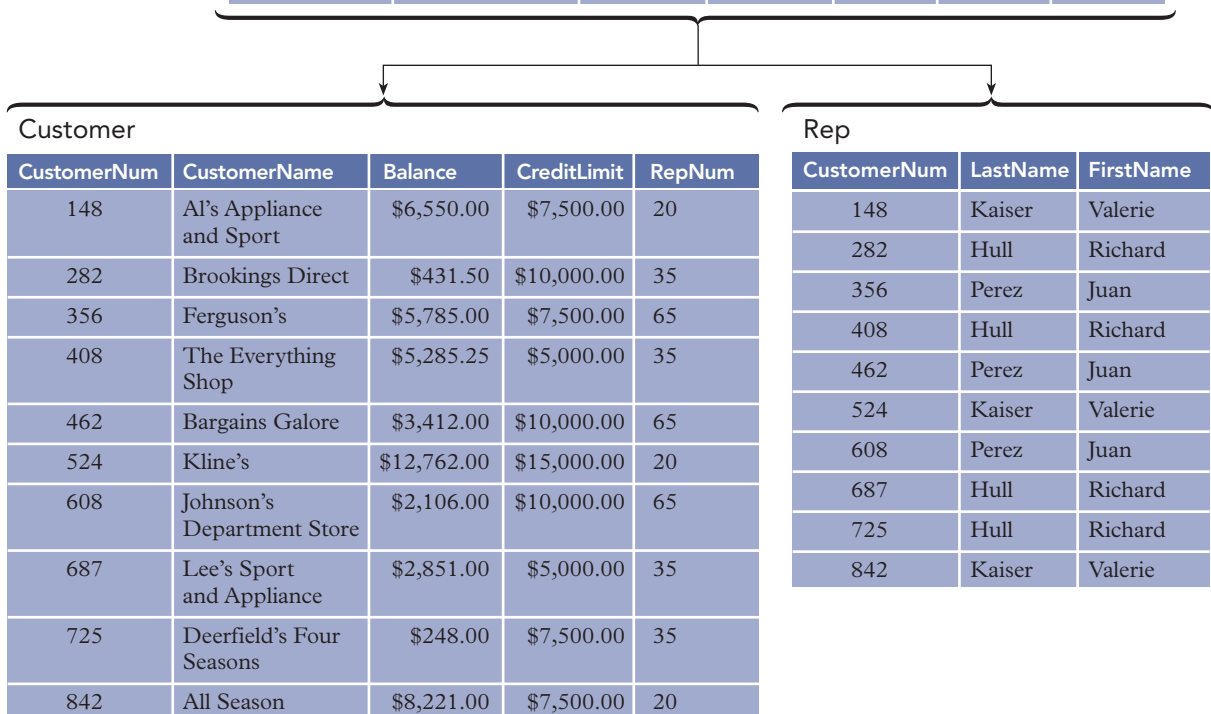 Customer
CustomerNum CustomerName Balance CreditLimit RepNum
148 Al's Appliance $6,550.00 $7,500.00 20
and Sport
282 Brookings Direct $431.50 $10,000.00 35
356 Ferguson's $5,785.00 $7,500.00 65
408 The Everything $5,285.25 $5,000.00 35
Shop
462 Bargains Galore $3,412.00 $10,000.00 65
524 Kline's $12,762.00 $15,000.00 20
608 Johnson's $2,106.00 $10,000.00 65
Department Store
687 Lee's Sport $2,851.00 $5,000.00 35
and Appliance
725 Deerfield's Four $248.00 $7,500.00 35
Seasons
842 All Season $8,221.00 $7,500.00 20
Rep
CustomerNum LastName FirstName
148 Kaiser Valerie
282 Hull Richard
356 Perez Juan
408 Hull Richard
462 Perez Juan
524 Kaiser Valerie
608 Perez Juan
687 Hull Richard
725 Hull Richard
842 Kaiser Valerie